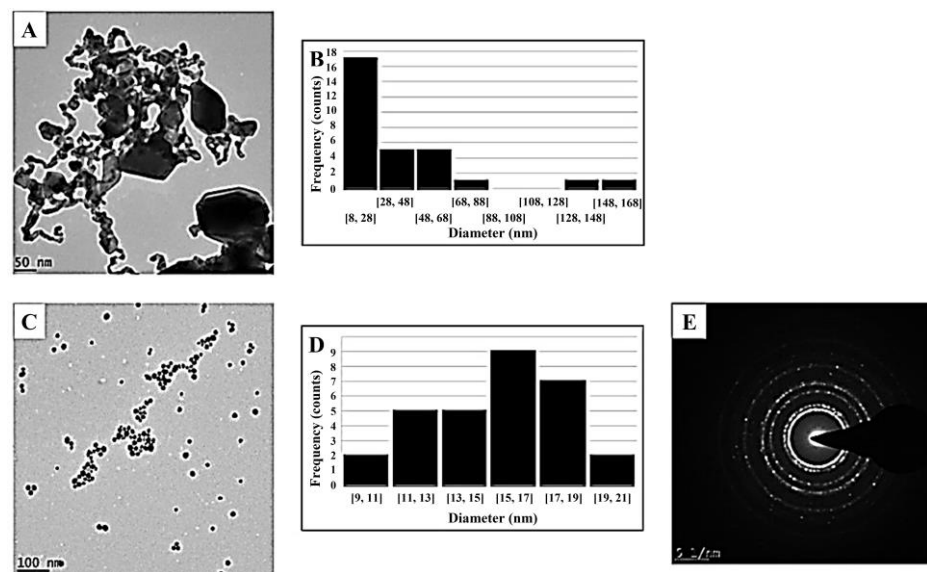 A
50 nm
B
Frequency (counts)
18
16
14
12
10
8
6
4
2
0
[28, 48] [68, 88] [108, 128] [148, 168]
[8, 28] [48, 68] [88, 108] [128, 148]
Diameter (nm)
C
100 nm
D
Frequency (counts)
9
8
7
6
5
4
3
2
1
0
[9, 11] [11, 13] [13, 15] [15, 17] [17, 19] [19, 21]
Diameter (nm)
E
5 1/nm